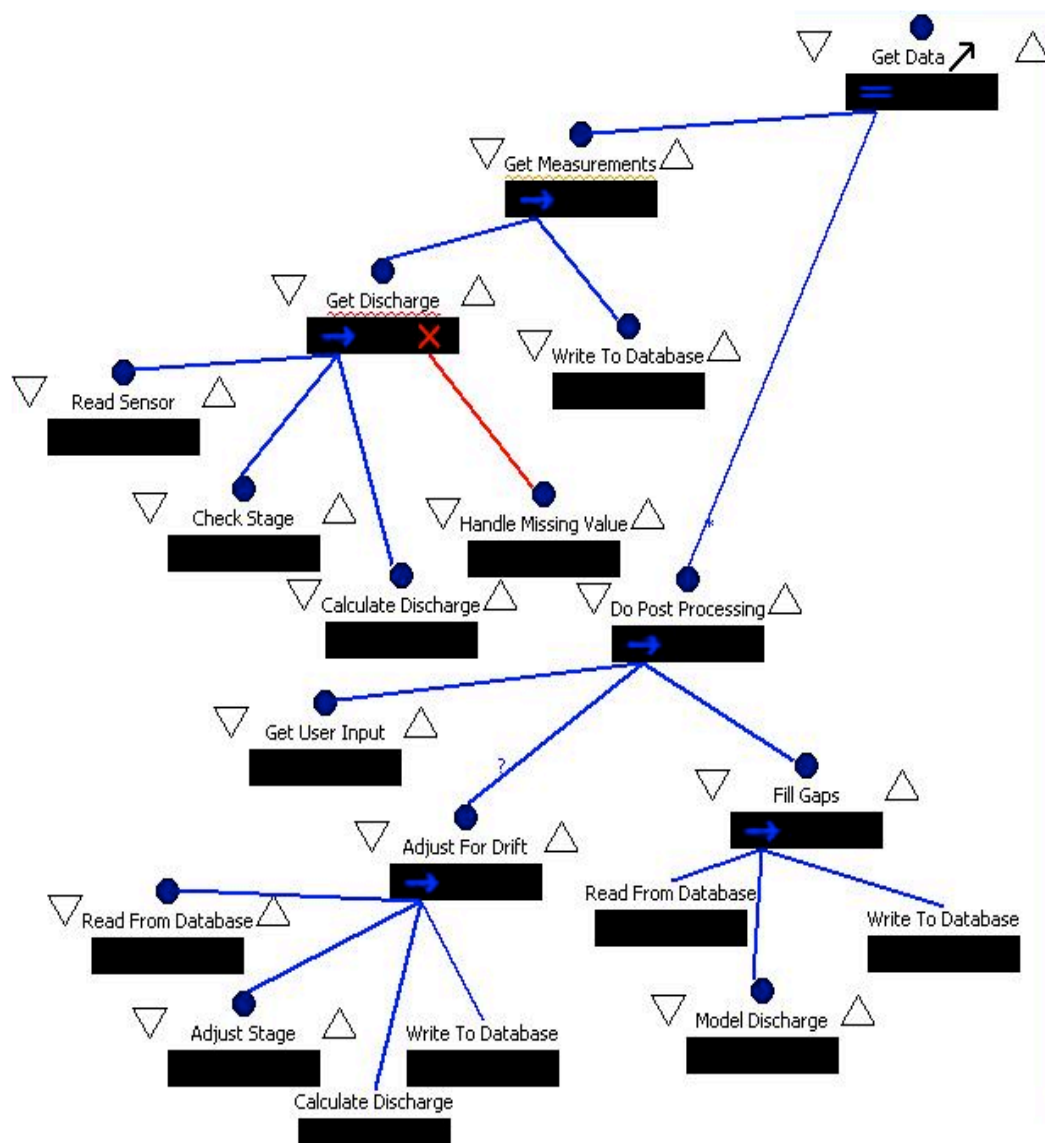 Get Data
Get Measurements
Get Discharge
Write To Database
Read Sensor
Check Stage
Handle Missing Value
Calculate Discharge
*
Do Post Processing
Get User Input
?
Fill Gaps
Adjust For Drift
Read From Database
Read From Database
Write To Database
Adjust Stage
Write To Database
Model Discharge
Calculate Discharge